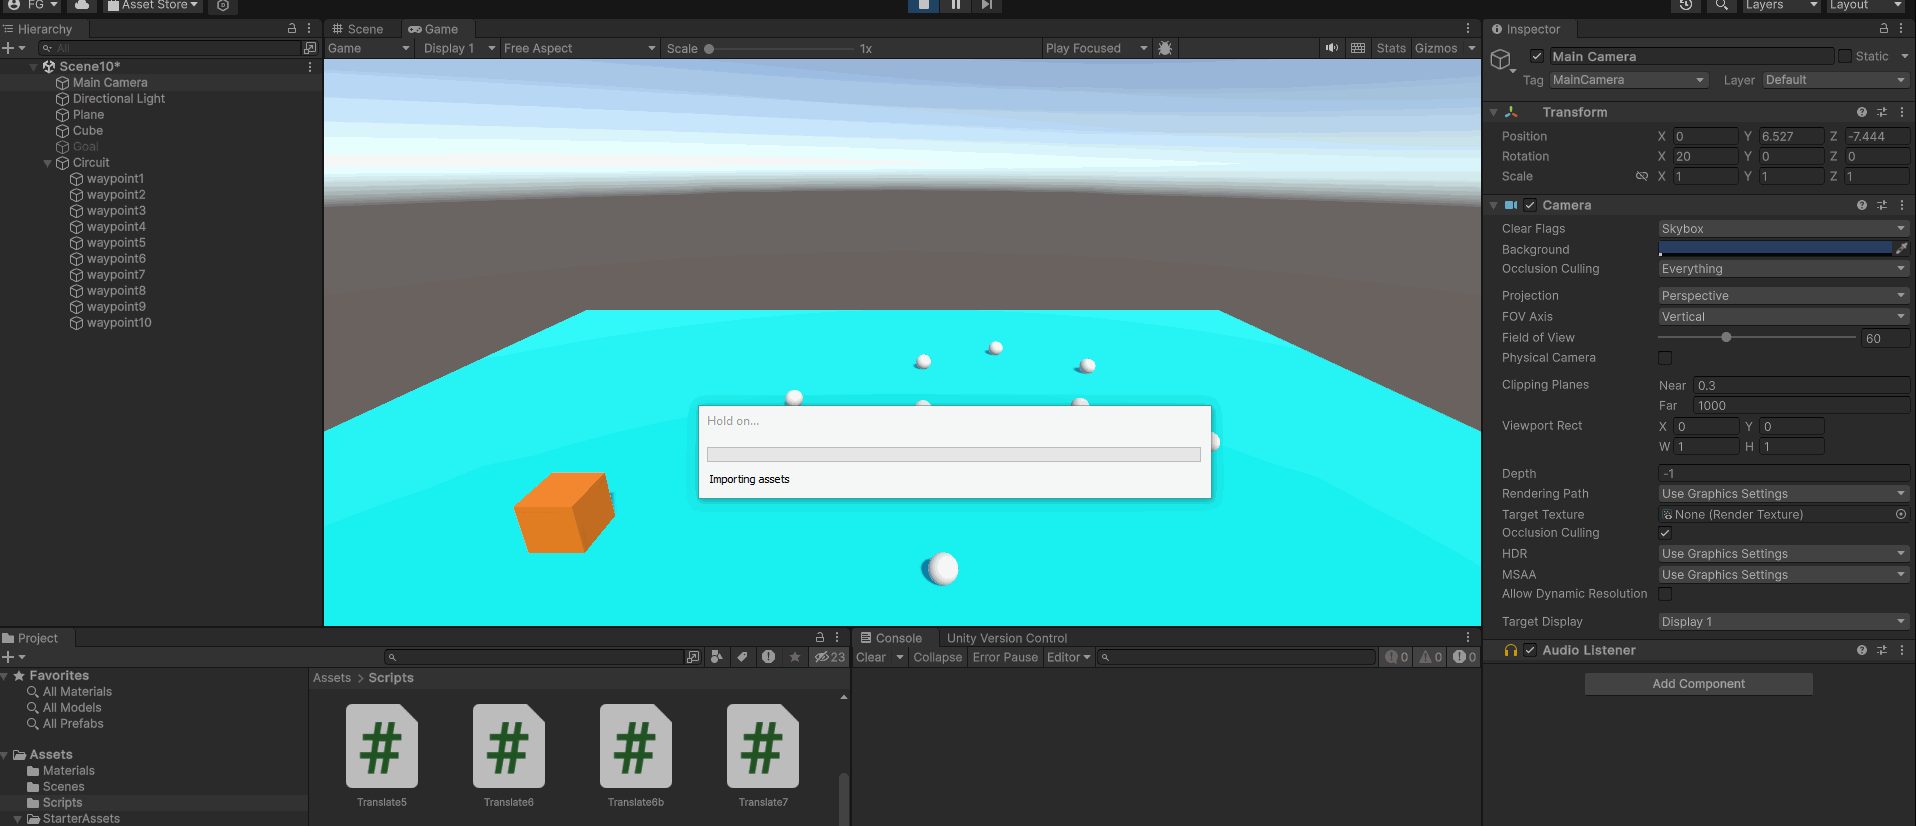 FG
Asset Store
Layers
Layout
Hierarchy
All
Scene10*
Main Camera
Directional Light
Plane
Cube
Goal
Circuit
waypoint1
waypoint2
waypoint3
waypoint4
waypoint5
waypoint6
waypoint7
waypoint8
waypoint9
waypoint10
Scene
Game
Game
Display 1
Free Aspect
Scale
1x
Play Focused
Stats
Gizmos
Hold on...
Importing assets
Inspector
Main Camera
Static
Tag MainCamera
Layer Default
Transform
Position X 0 Y 6.527 Z -7.444
Rotation X 20 Y 0 Z 0
Scale X 1 Y 1 Z 1
Camera
Clear Flags Skybox
Background
Occlusion Culling Everything
Projection Perspective
FOV Axis Vertical
Field of View 60
Physical Camera
Clipping Planes Near 0.3
Far 1000
Viewport Rect X 0 Y 0
W 1 H 1
Depth -1
Rendering Path Use Graphics Settings
Target Texture None (Render Texture)
Occlusion Culling
HDR Use Graphics Settings
MSAA Use Graphics Settings
Allow Dynamic Resolution
Target Display Display 1
Audio Listener
Add Component
Project
23
Favorites
All Materials
All Models
All Prefabs
Assets
Materials
Scenes
Scripts
StarterAssets
Assets > Scripts
Translate5
Translate6
Translate6b
Translate7
Console
Unity Version Control
Clear
Collapse
Error Pause
Editor
0
0
0